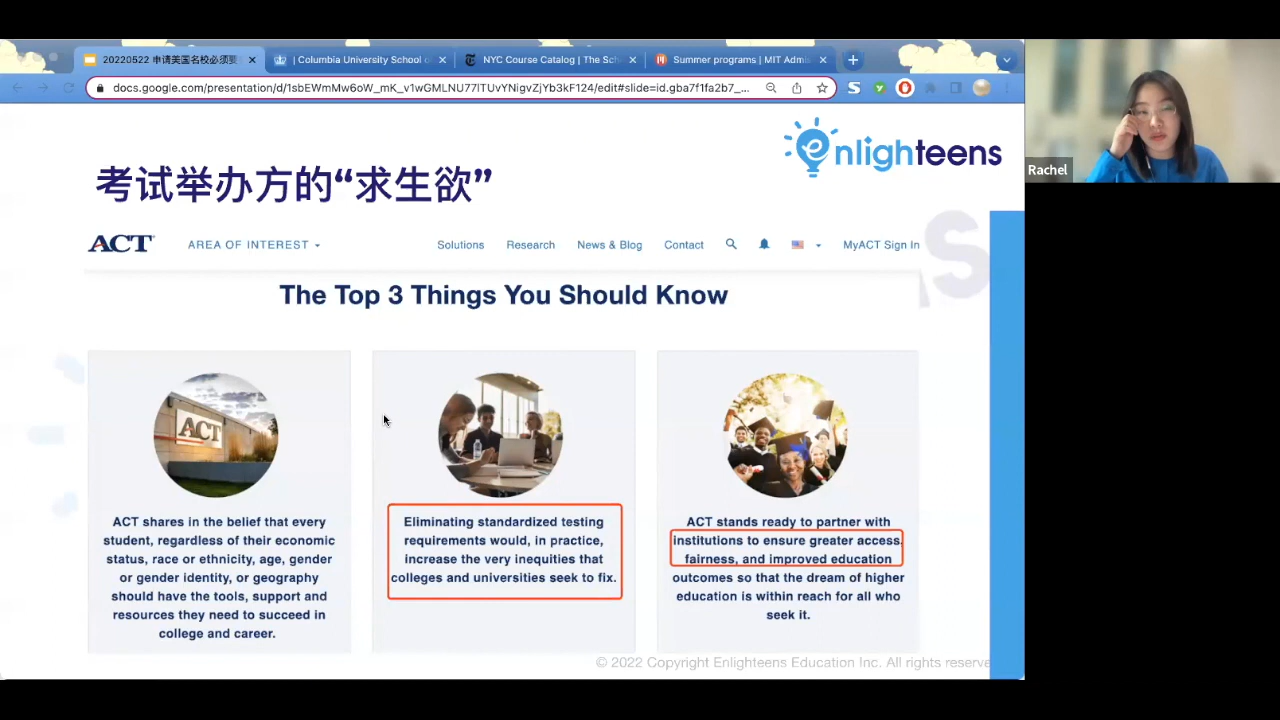 20220522 申请美国名校必须要
| Columbia University School o
NYC Course Catalog | The Sch
Summer programs | MIT Admi
docs.google.com/presentation/d/1sbEWmMw6oW_mK_v1wGMLNU77lTUvYNigvZjYb3kF124/edit#slide=id.gba7f1fa2b7_...
enlighteens
Rachel
考试举办方的“求生欲”
ACT
AREA OF INTEREST
Solutions
Research
News & Blog
Contact
MyACT Sign In
The Top 3 Things You Should Know
ACT
ACT shares in the belief that every
student, regardless of their economic
status, race or ethnicity, age, gender
or gender identity, or geography
should have the tools, support and
resources they need to succeed in
college and career.
Eliminating standardized testing
requirements would, in practice,
increase the very inequities that
colleges and universities seek to fix.
ACT stands ready to partner with
institutions to ensure greater access,
fairness, and improved education
outcomes so that the dream of higher
education is within reach for all who
seek it.
© 2022 Copyright Enlighteens Education Inc. All rights reserve